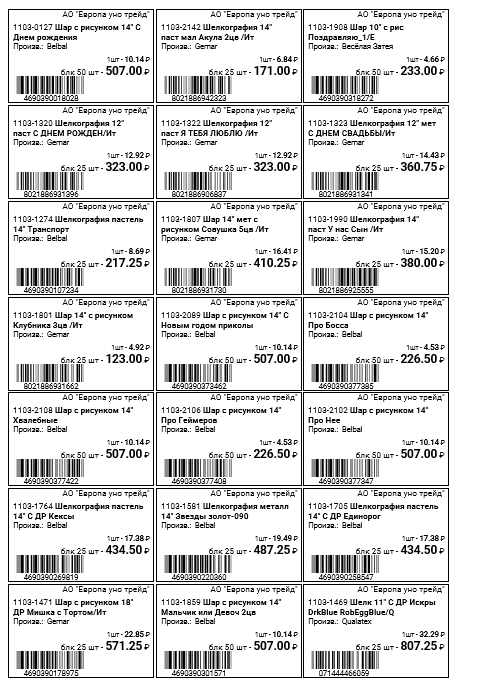 АО "Европа уно трейд"
1103-0127 Шар с рисунком 14" С
Днем рождения
Произв.: Belbal
1шт - 10.14 ₽
блк 50 шт - 507.00 ₽
4690390018028
АО "Европа уно трейд"
1103-2142 Шелкография 14"
паст мал Акула 2цв /Ит
Произв.: Gemar
1шт - 6.84 ₽
блк 25 шт - 171.00 ₽
8021886942323
АО "Европа уно трейд"
1103-1908 Шар 10" с рис
Поздравляю_1/Е
Произв.: Весёлая Затея
1шт - 4.66 ₽
блк 50 шт - 233.00 ₽
4690390318272
АО "Европа уно трейд"
1103-1320 Шелкография 12"
паст С ДНЕМ РОЖДЕН/Ит
Произв.: Gemar
1шт - 12.92 ₽
блк 25 шт - 323.00 ₽
8021886931396
АО "Европа уно трейд"
1103-1322 Шелкография 12"
паст Я ТЕБЯ ЛЮБЛЮ /Ит
Произв.: Gemar
1шт - 12.92 ₽
блк 25 шт - 323.00 ₽
8021886906837
АО "Европа уно трейд"
1103-1323 Шелкография 12" мет
С ДНЕМ СВАДЬБЫ/Ит
Произв.: Gemar
1шт - 14.43 ₽
блк 25 шт - 360.75 ₽
8021886931341
АО "Европа уно трейд"
1103-1274 Шелкография пастель
14" Транспорт
Произв.: Belbal
1шт - 8.69 ₽
блк 25 шт - 217.25 ₽
4690390107234
АО "Европа уно трейд"
1103-1807 Шар 14" мет с
рисунком Совушка 5цв /Ит
Произв.: Gemar
1шт - 16.41 ₽
блк 25 шт - 410.25 ₽
8021886931730
АО "Европа уно трейд"
1103-1990 Шелкография 14"
паст У нас Сын /Ит
Произв.: Gemar
1шт - 15.20 ₽
блк 25 шт - 380.00 ₽
8021886925555
АО "Европа уно трейд"
1103-1801 Шар 14" с рисунком
Клубника 3цв /Ит
Произв.: Gemar
1шт - 4.92 ₽
блк 25 шт - 123.00 ₽
8021886931662
АО "Европа уно трейд"
1103-2089 Шар с рисунком 14" С
Новым годом приколы
Произв.: Belbal
1шт - 10.14 ₽
блк 50 шт - 507.00 ₽
4690390373462
АО "Европа уно трейд"
1103-2104 Шар с рисунком 14"
Про Босса
Произв.: Belbal
1шт - 4.53 ₽
блк 50 шт - 226.50 ₽
4690390377385
АО "Европа уно трейд"
1103-2108 Шар с рисунком 14"
Хвалебные
Произв.: Belbal
1шт - 10.14 ₽
блк 50 шт - 507.00 ₽
4690390377422
АО "Европа уно трейд"
1103-2106 Шар с рисунком 14"
Про Геймеров
Произв.: Belbal
1шт - 4.53 ₽
блк 50 шт - 226.50 ₽
4690390377408
АО "Европа уно трейд"
1103-2102 Шар с рисунком 14"
Про Нее
Произв.: Belbal
1шт - 10.14 ₽
блк 50 шт - 507.00 ₽
4690390377347
АО "Европа уно трейд"
1103-1764 Шелкография пастель
14" С ДР Кексы
Произв.: Belbal
1шт - 17.38 ₽
блк 25 шт - 434.50 ₽
4690390269819
АО "Европа уно трейд"
1103-1581 Шелкография металл
14" Звезды золот-090
Произв.: Belbal
1шт - 19.49 ₽
блк 25 шт - 487.25 ₽
4690390220360
АО "Европа уно трейд"
1103-1705 Шелкография пастель
14" С ДР Единорог
Произв.: Belbal
1шт - 17.38 ₽
блк 25 шт - 434.50 ₽
4690390258547
АО "Европа уно трейд"
1103-1471 Шар с рисунком 18"
ДР Мишка с Тортом/Ит
Произв.: Gemar
1шт - 22.85 ₽
блк 25 шт - 571.25 ₽
4690390178975
АО "Европа уно трейд"
1103-1859 Шар с рисунком 14"
Мальчик или Девоч 2цв
Произв.: Belbal
1шт - 10.14 ₽
блк 50 шт - 507.00 ₽
4690390301571
АО "Европа уно трейд"
1103-1469 Шелк 11" С ДР Искры
DrkBlue RobEggBlue/Q
Произв.: Qualatex
1шт - 32.29 ₽
блк 25 шт - 807.25 ₽
071444466059